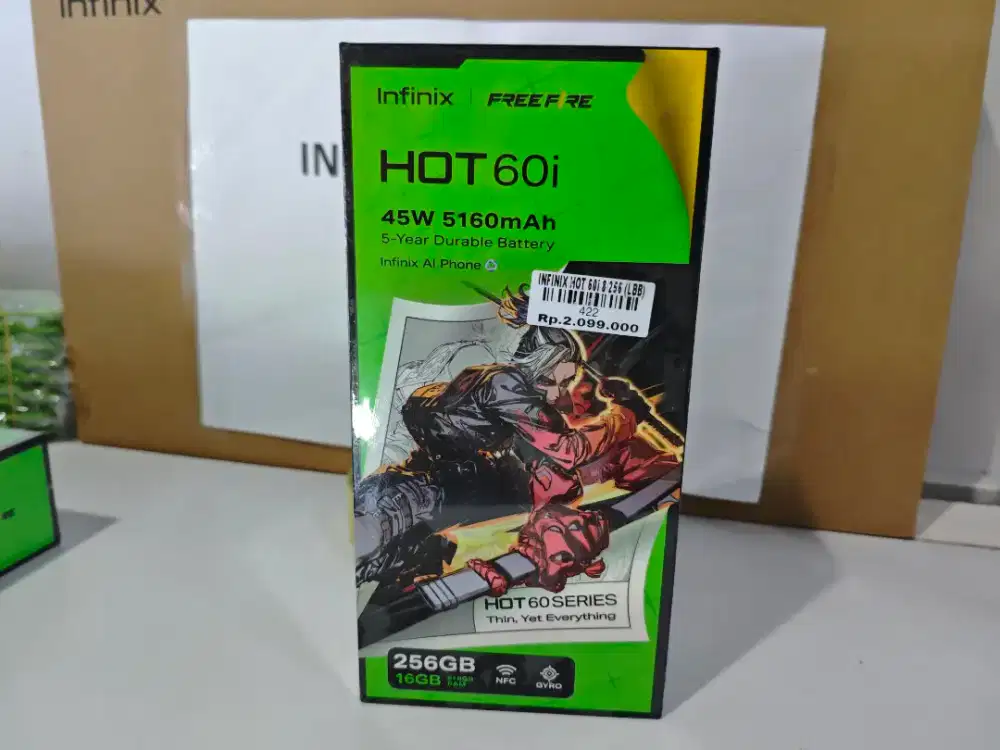 Infinix
IN
Infinix | FREE FIRE
HOT 60i
45W 5160mAh
5-Year Durable Battery
Infinix AI Phone
INFINIX HOT 60i 8 256 (LBB)
422
Rp.2.099.000
HOT 60 SERIES
Thin, Yet Everything
256GB
16GB
RAM
NFC
GYRO